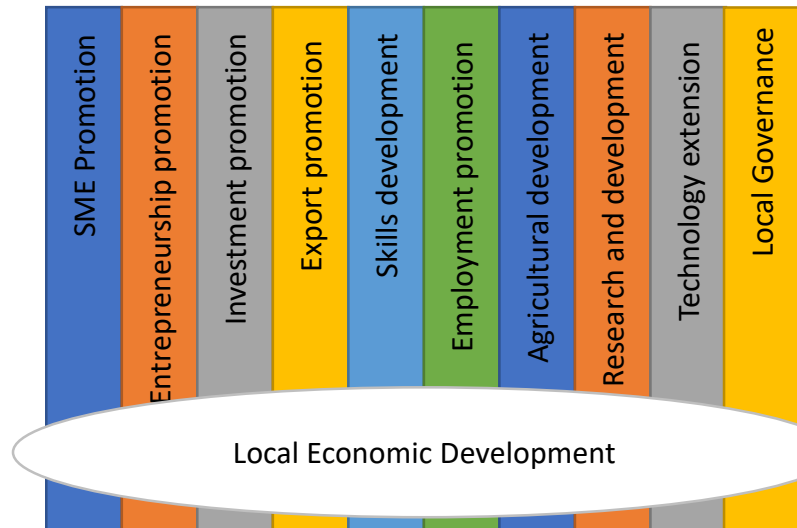 SME Promotion
Entrepreneurship promotion
Investment promotion
Export promotion
Skills development
Employment promotion
Agricultural development
Research and development
Technology extension
Local Governance
Local Economic Development